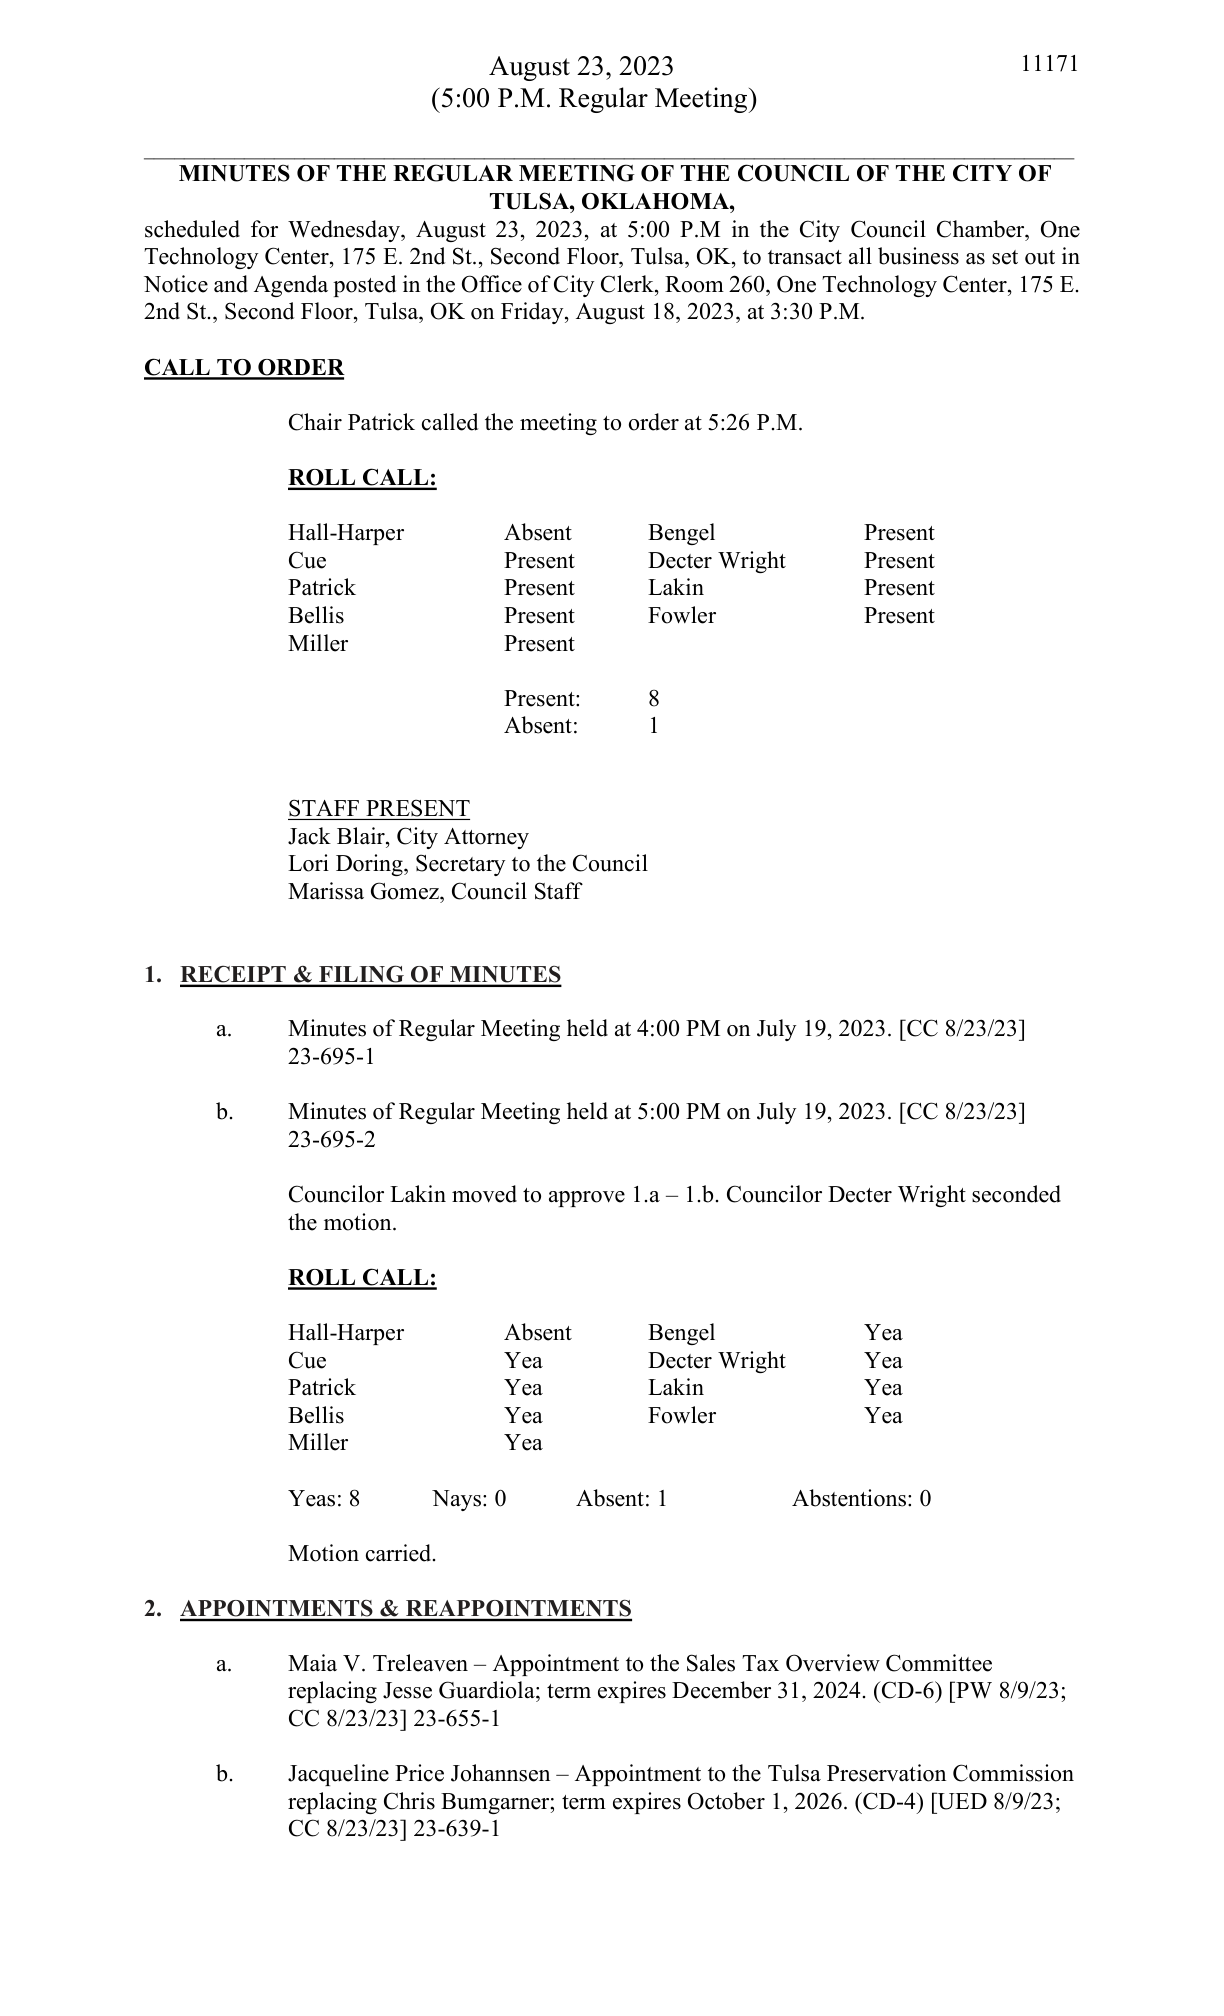 August 23, 2023 11171
(5:00 P.M. Regular Meeting)
MINUTES OF THE REGULAR MEETING OF THE COUNCIL OF THE CITY OF
TULSA, OKLAHOMA,
scheduled for Wednesday, August 23, 2023, at 5:00 P.M in the City Council Chamber, One
Technology Center, 175 E. 2nd St., Second Floor, Tulsa, OK, to transact all business as set out in
Notice and Agenda posted in the Office of City Clerk, Room 260, One Technology Center, 175 E.
2nd St., Second Floor, Tulsa, OK on Friday, August 18, 2023, at 3:30 P.M.
CALL TO ORDER
Chair Patrick called the meeting to order at 5:26 P.M.
ROLL CALL:
Hall-Harper Absent Bengel Present
Cue Present Decter Wright Present
Patrick Present Lakin Present
Bellis Present Fowler Present
Miller Present
Present: 8
Absent: 1
STAFF PRESENT
Jack Blair, City Attorney
Lori Doring, Secretary to the Council
Marissa Gomez, Council Staff
1. RECEIPT & FILING OF MINUTES
a. Minutes of Regular Meeting held at 4:00 PM on July 19, 2023. [CC 8/23/23]
23-695-1
b. Minutes of Regular Meeting held at 5:00 PM on July 19, 2023. [CC 8/23/23]
23-695-2
Councilor Lakin moved to approve 1.a – 1.b. Councilor Decter Wright seconded
the motion.
ROLL CALL:
Hall-Harper Absent Bengel Yea
Cue Yea Decter Wright Yea
Patrick Yea Lakin Yea
Bellis Yea Fowler Yea
Miller Yea
Yeas: 8 Nays: 0 Absent: 1 Abstentions: 0
Motion carried.
2. APPOINTMENTS & REAPPOINTMENTS
a. Maia V. Treleaven – Appointment to the Sales Tax Overview Committee
replacing Jesse Guardiola; term expires December 31, 2024. (CD-6) [PW 8/9/23;
CC 8/23/23] 23-655-1
b. Jacqueline Price Johannsen – Appointment to the Tulsa Preservation Commission
replacing Chris Bumgarner; term expires October 1, 2026. (CD-4) [UED 8/9/23;
CC 8/23/23] 23-639-1